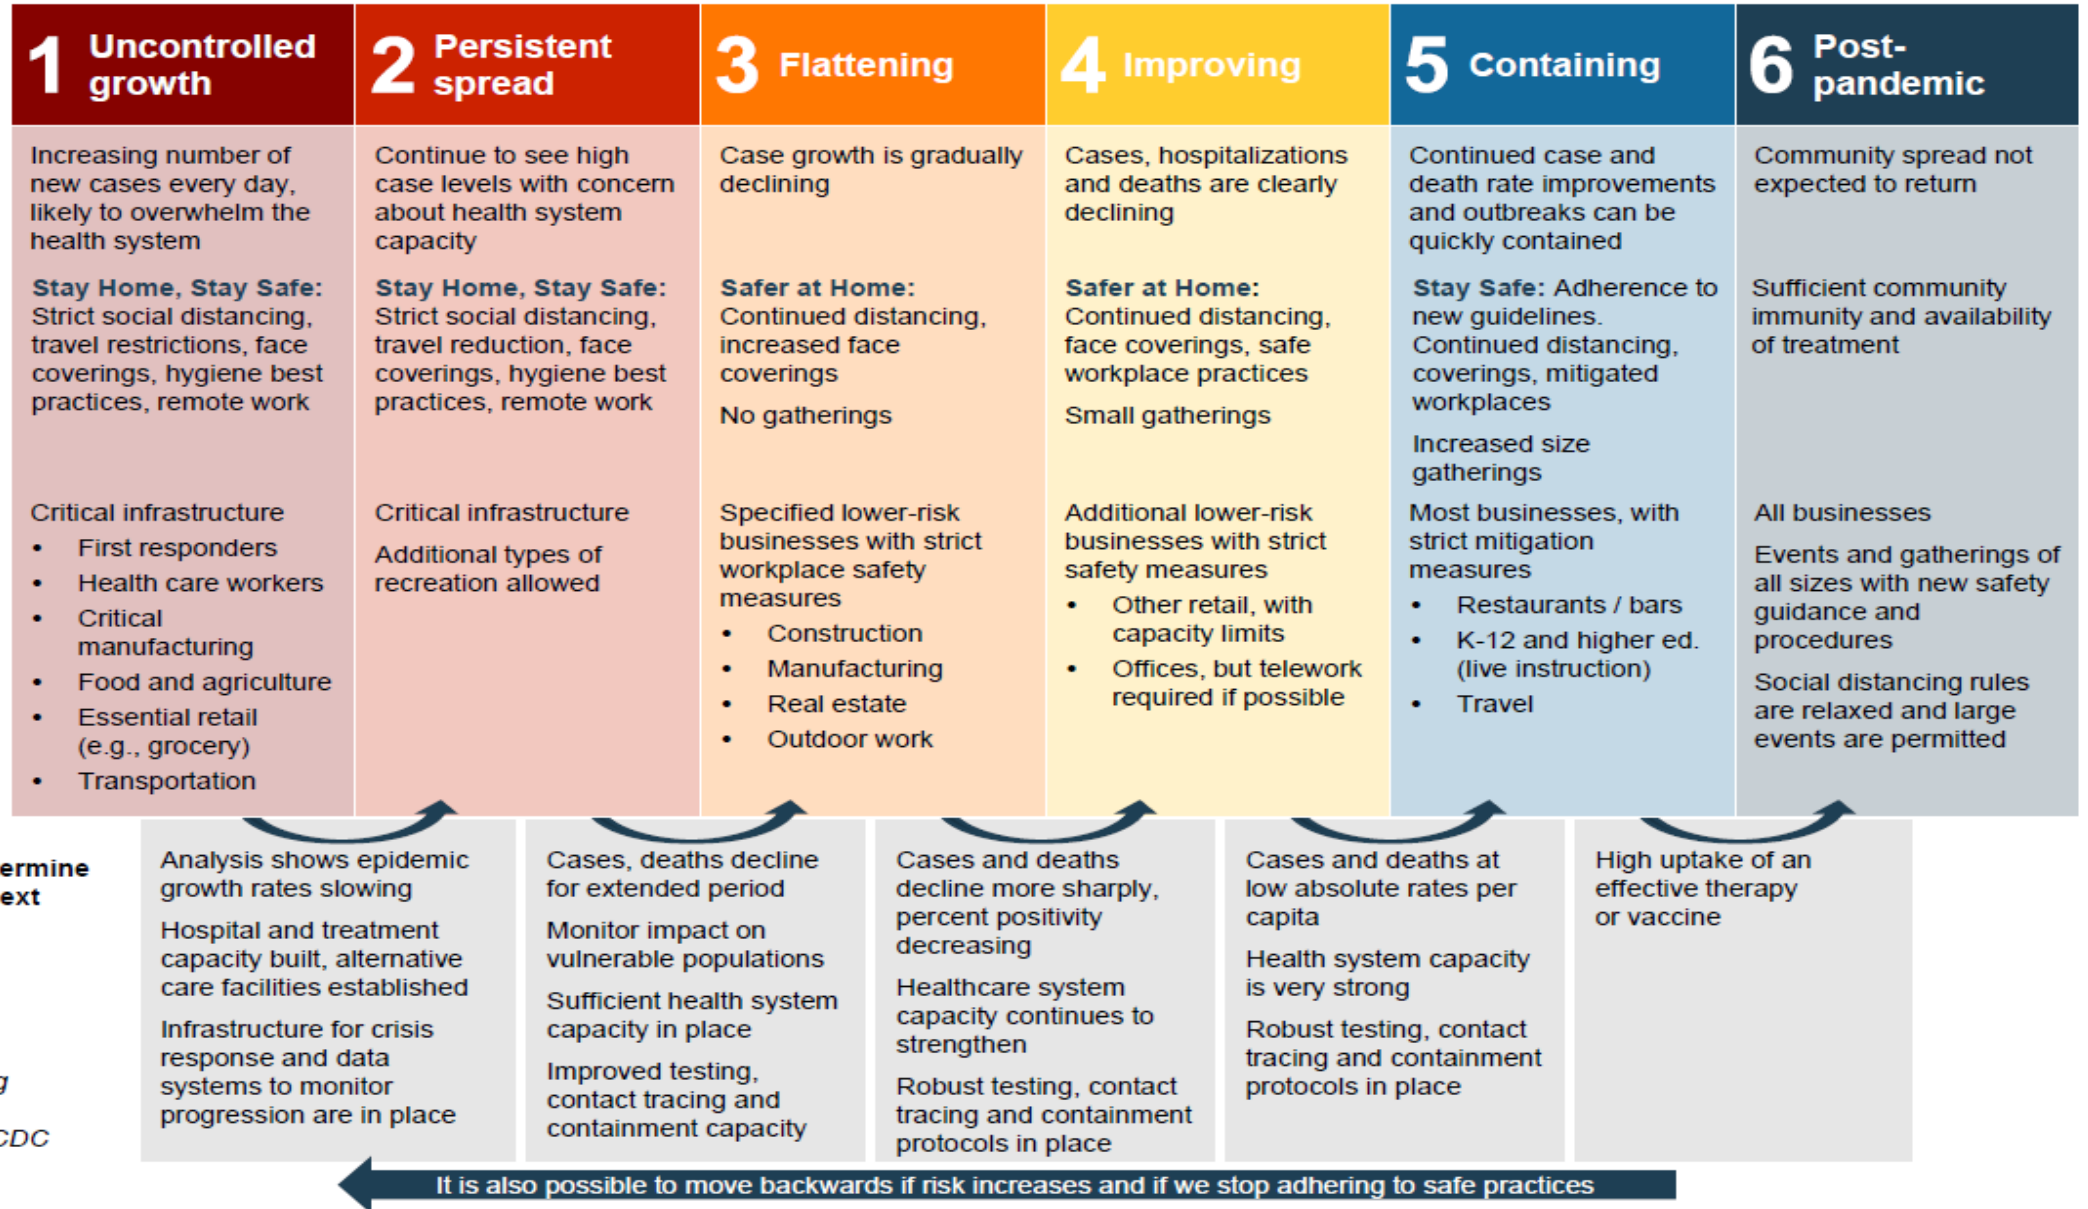 1 Uncontrolled
growth
2 Persistent
spread
3 Flattening
4 Improving
5 Containing
6 Post-
pandemic
Increasing number of
new cases every day,
likely to overwhelm the
health system
Stay Home, Stay Safe:
Strict social distancing,
travel restrictions, face
coverings, hygiene best
practices, remote work
Critical infrastructure
• First responders
• Health care workers
• Critical
manufacturing
• Food and agriculture
• Essential retail
(e.g., grocery)
• Transportation
Continue to see high
case levels with concern
about health system
capacity
Stay Home, Stay Safe:
Strict social distancing,
travel reduction, face
coverings, hygiene best
practices, remote work
Critical infrastructure
Additional types of
recreation allowed
Case growth is gradually
declining
Safer at Home:
Continued distancing,
increased face
coverings
No gatherings
Specified lower-risk
businesses with strict
workplace safety
measures
• Construction
• Manufacturing
• Real estate
• Outdoor work
Cases, hospitalizations
and deaths are clearly
declining
Safer at Home:
Continued distancing,
face coverings, safe
workplace practices
Small gatherings
Additional lower-risk
businesses with strict
safety measures
• Other retail, with
capacity limits
• Offices, but telework
required if possible
Continued case and
death rate improvements
and outbreaks can be
quickly contained
Stay Safe: Adherence to
new guidelines.
Continued distancing,
coverings, mitigated
workplaces
Increased size
gatherings
Most businesses, with
strict mitigation
measures
• Restaurants / bars
• K-12 and higher ed.
(live instruction)
• Travel
Community spread not
expected to return
Sufficient community
immunity and availability
of treatment
All businesses
Events and gatherings of
all sizes with new safety
guidance and
procedures
Social distancing rules
are relaxed and large
events are permitted
ermine
ext
g
CDC
Analysis shows epidemic
growth rates slowing
Hospital and treatment
capacity built, alternative
care facilities established
Infrastructure for crisis
response and data
systems to monitor
progression are in place
Cases, deaths decline
for extended period
Monitor impact on
vulnerable populations
Sufficient health system
capacity in place
Improved testing,
contact tracing and
containment capacity
Cases and deaths
decline more sharply,
percent positivity
decreasing
Healthcare system
capacity continues to
strengthen
Robust testing, contact
tracing and containment
protocols in place
Cases and deaths at
low absolute rates per
capita
Health system capacity
is very strong
Robust testing, contact
tracing and containment
protocols in place
High uptake of an
effective therapy
or vaccine
It is also possible to move backwards if risk increases and if we stop adhering to safe practices